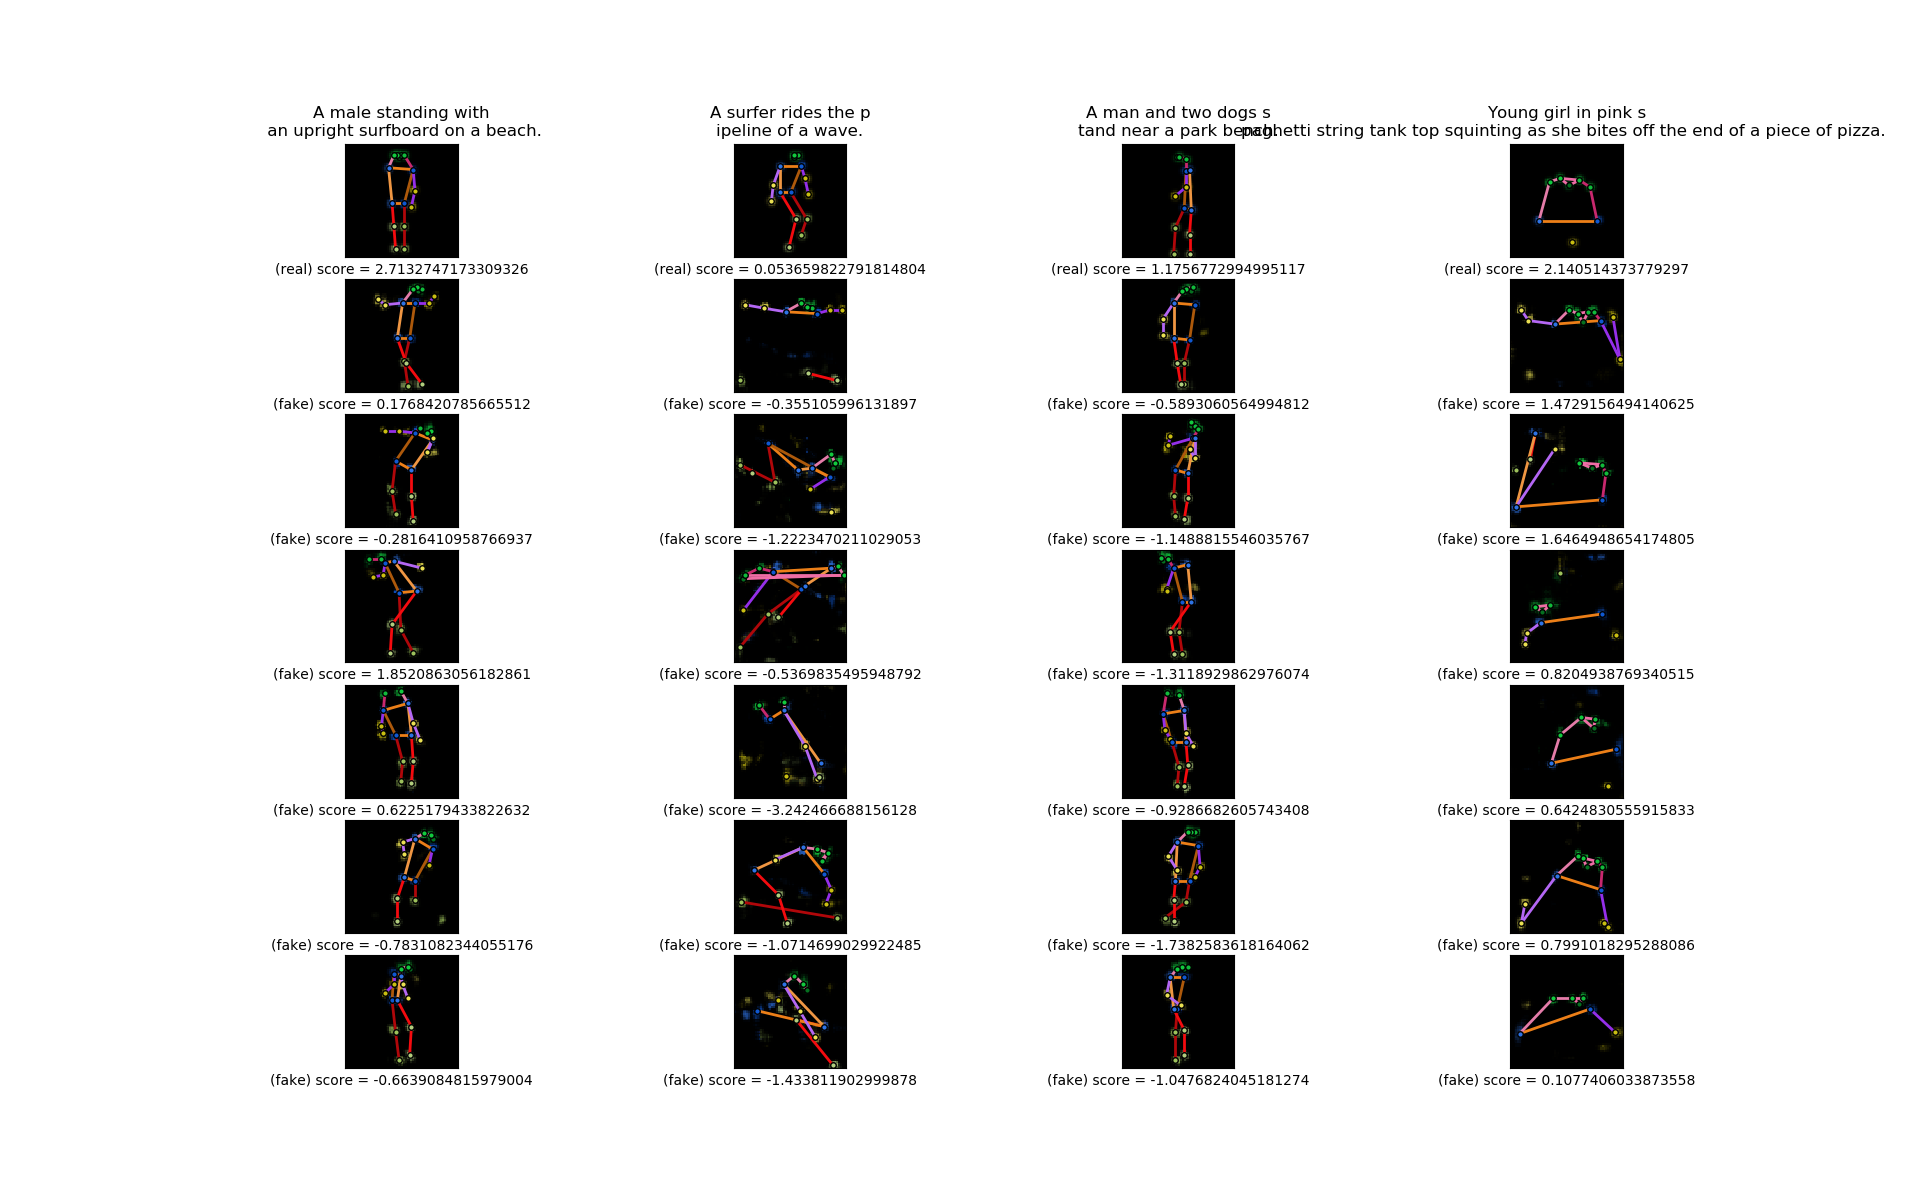 A male standing with
an upright surfboard on a beach.
A surfer rides the p
ipeline of a wave.
A man and two dogs s
tand near a park bench.
Young girl in pink s
paghetti string tank top squinting as she bites off the end of a piece of pizza.
(real) score = 2.7132747173309326
(real) score = 0.053659822791814804
(real) score = 1.1756772994995117
(real) score = 2.140514373779297
(fake) score = 0.1768420785665512
(fake) score = -0.355105996131897
(fake) score = -0.5893060564994812
(fake) score = 1.4729156494140625
(fake) score = -0.2816410958766937
(fake) score = -1.2223470211029053
(fake) score = -1.1488815546035767
(fake) score = 1.6464948654174805
(fake) score = 1.8520863056182861
(fake) score = -0.5369835495948792
(fake) score = -1.3118929862976074
(fake) score = 0.8204938769340515
(fake) score = 0.6225179433822632
(fake) score = -3.242466688156128
(fake) score = -0.9286682605743408
(fake) score = 0.6424830555915833
(fake) score = -0.7831082344055176
(fake) score = -1.0714699029922485
(fake) score = -1.7382583618164062
(fake) score = 0.7991018295288086
(fake) score = -0.6639084815979004
(fake) score = -1.433811902999878
(fake) score = -1.0476824045181274
(fake) score = 0.1077406033873558